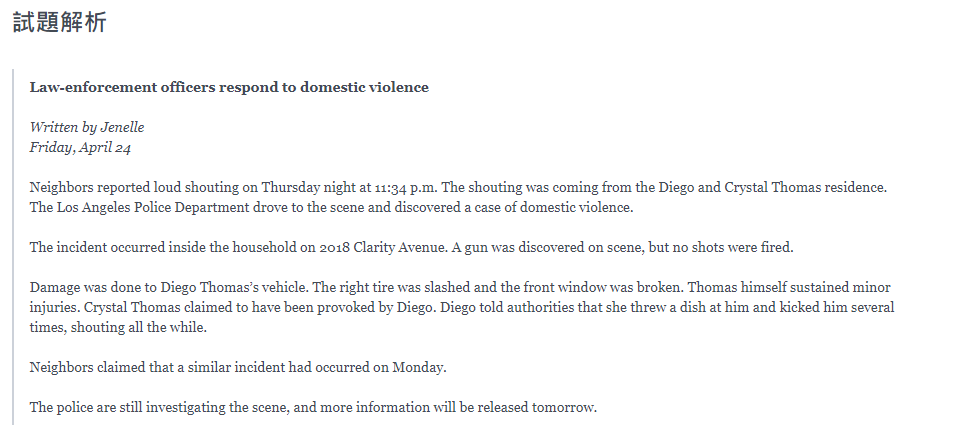 試題解析
Law-enforcement officers respond to domestic violence
Written by Jenelle
Friday, April 24
Neighbors reported loud shouting on Thursday night at 11:34 p.m. The shouting was coming from the Diego and Crystal Thomas residence.
The Los Angeles Police Department drove to the scene and discovered a case of domestic violence.
The incident occurred inside the household on 2018 Clarity Avenue. A gun was discovered on scene, but no shots were fired.
Damage was done to Diego Thomas’s vehicle. The right tire was slashed and the front window was broken. Thomas himself sustained minor
injuries. Crystal Thomas claimed to have been provoked by Diego. Diego told authorities that she threw a dish at him and kicked him several
times, shouting all the while.
Neighbors claimed that a similar incident had occurred on Monday.
The police are still investigating the scene, and more information will be released tomorrow.